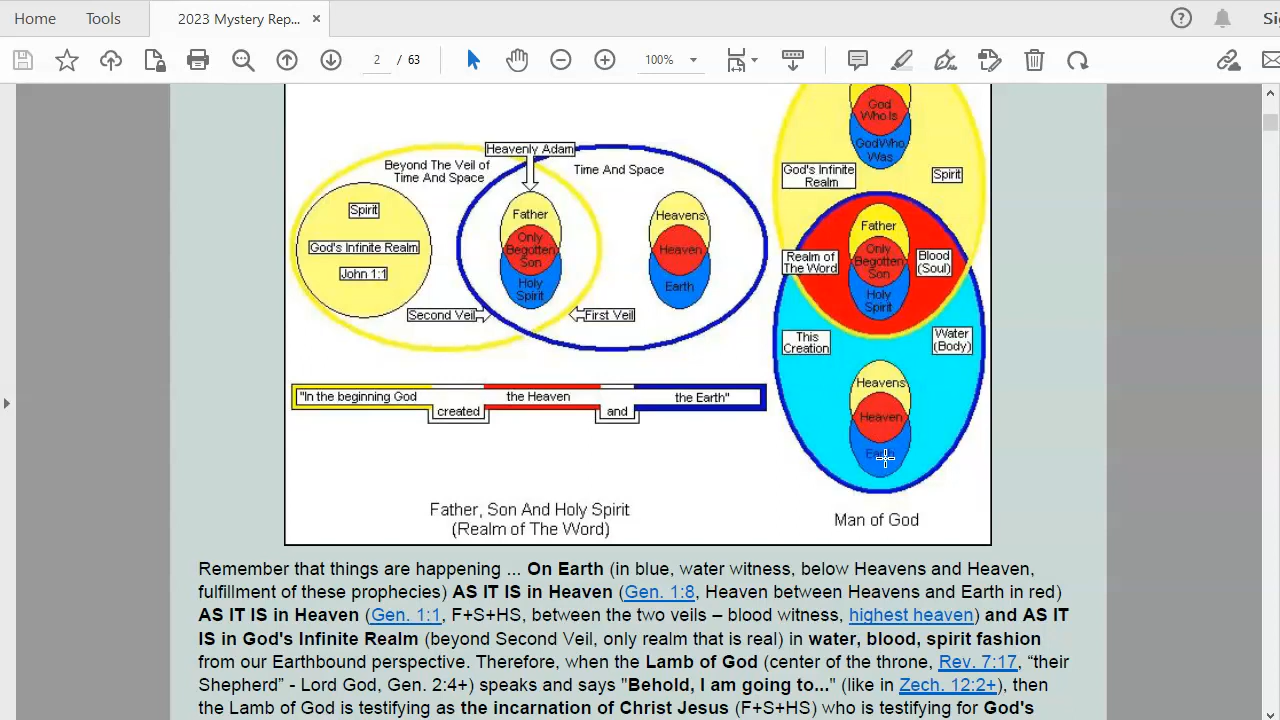 Home
Tools
2023 Mystery Rep...
2 / 63
100%
God
Who Is
God Who
Was
God's Infinite
Realm
Spirit
Heavenly Adam
Beyond The Veil of
Time And Space
Time And Space
Spirit
God's Infinite Realm
John 1:1
Father
Only
Begotten
Son
Holy
Spirit
Heavens
Heaven
Earth
Second Veil
First Veil
Father
Only
Begotten
Son
Holy
Spirit
Realm of
The Word
Blood
(Soul)
This
Creation
Water
(Body)
Heavens
Heaven
"In the beginning God
created
the Heaven
and
the Earth"
Father, Son And Holy Spirit
(Realm of The Word)
Man of God
Remember that things are happening ... On Earth (in blue, water witness, below Heavens and Heaven,
fulfillment of these prophecies) AS IT IS in Heaven (Gen. 1:8, Heaven between Heavens and Earth in red)
AS IT IS in Heaven (Gen. 1:1, F+S+HS, between the two veils – blood witness, highest heaven) and AS IT
IS in God's Infinite Realm (beyond Second Veil, only realm that is real) in water, blood, spirit fashion
from our Earthbound perspective. Therefore, when the Lamb of God (center of the throne, Rev. 7:17, “their
Shepherd” - Lord God, Gen. 2:4+) speaks and says "Behold, I am going to..." (like in Zech. 12:2+), then
the Lamb of God is testifying as the incarnation of Christ Jesus (F+S+HS) who is testifying for God's